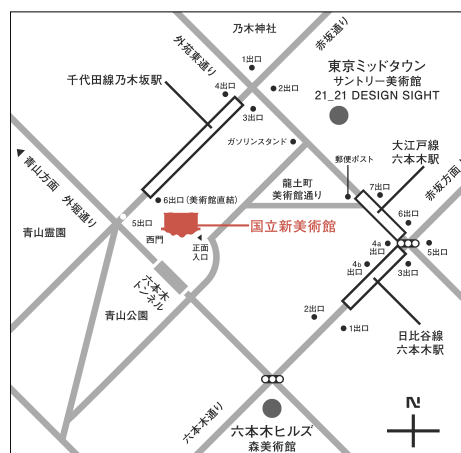 乃木神社
外苑東通り
赤坂通り
1出口
東京ミッドタウン
サントリー美術館
21_21 DESIGN SIGHT
千代田線乃木坂駅
4出口
2出口
3出口
ガソリンスタンド
大江戸線
六本木駅
郵便ポスト
龍土町
美術館通り
7出口
赤坂方面
青山方面
外堀通り
6出口(美術館直結)
6出口
5出口
国立新美術館
青山霊園
西門
正面
入口
4a
出口
5出口
4b
出口
3出口
六本木
トンネル
青山公園
2出口
1出口
日比谷線
六本木駅
六本木通り
六本木ヒルズ
森美術館
N